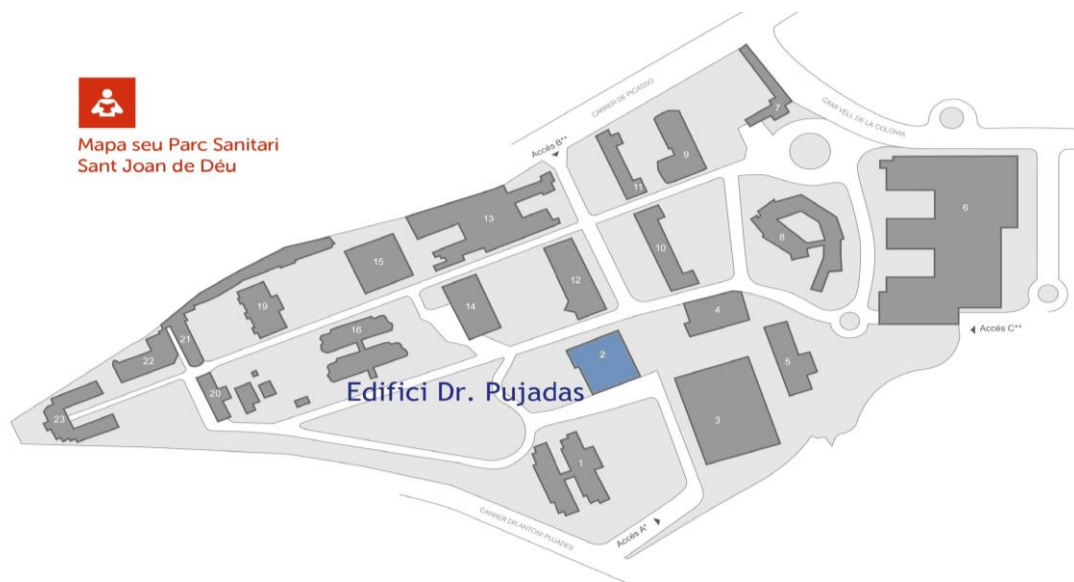 Mapa seu Parc Sanitari
Sant Joan de Déu
CARRER DE PICASSO
CAMÍ VELL DE LA COLONIA
Accés B**
7
9
11
13
6
8
10
15
12
14
19
16
4
Accés C**
21
22
2
5
20
Edifici Dr. Pujadas
23
3
1
CARRER DR.ANTONI PUJADES
Accés A*